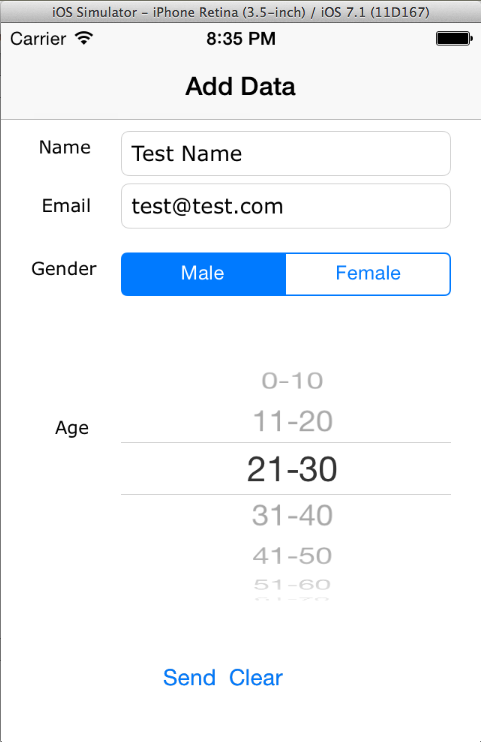 iOS Simulator - iPhone Retina (3.5-inch) / iOS 7.1 (11D167)
Carrier 8:35 PM
Add Data
Name Test Name
Email test@test.com
Gender Male Female
0-10
11-20
Age
21-30
31-40
41-50
51-60
Send Clear